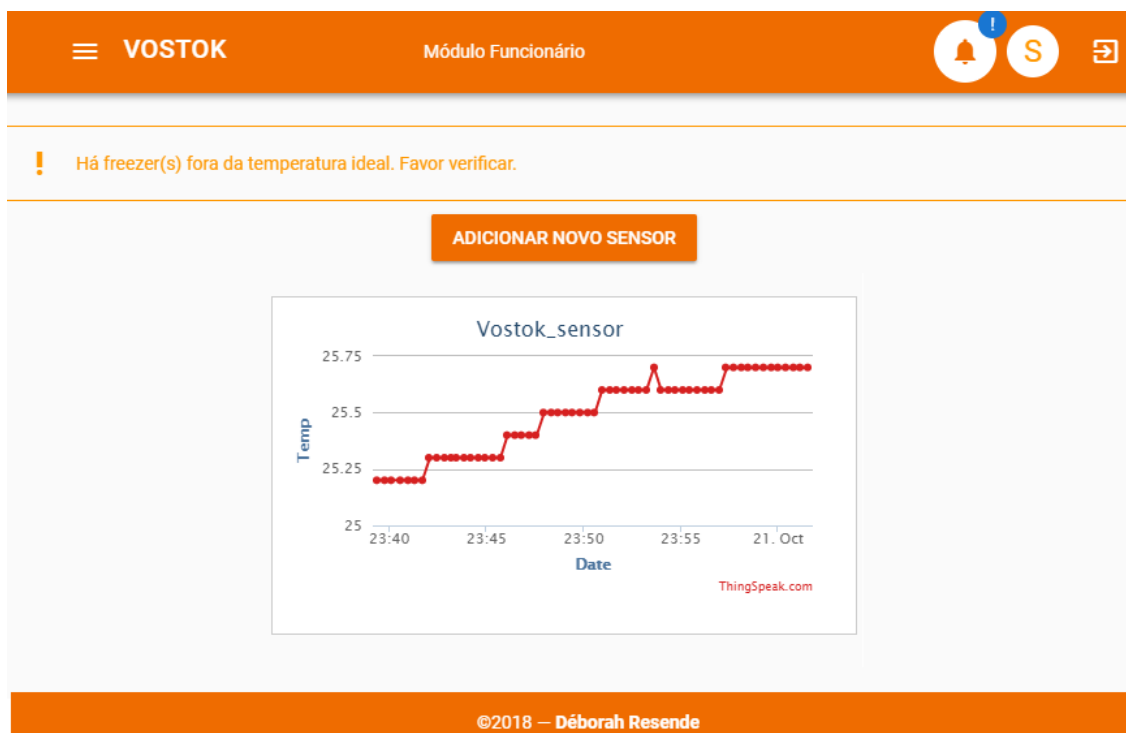 VOSTOK
Módulo Funcionário
!
S
! Há freezer(s) fora da temperatura ideal. Favor verificar.
ADICIONAR NOVO SENSOR
Vostok_sensor
25.75
25.5
25.25
25
Temp
23:40 23:45 23:50 23:55 21. Oct
Date
ThingSpeak.com
©2018 — Déborah Resende